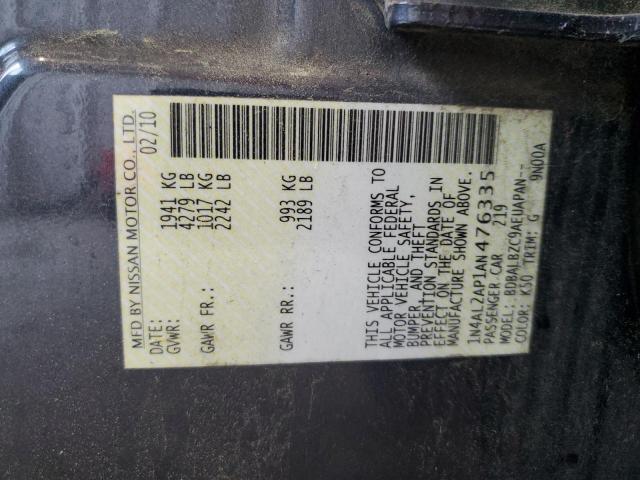 MFD BY NISSAN MOTOR CO., LTD.
DATE: 02/10
GVWR: 1941 KG
4279 LB
GAWR FR: 1017 KG
2242 LB
GAWR RR: 993 KG
2189 LB
THIS VEHICLE CONFORMS TO
ALL APPLICABLE FEDERAL
MOTOR VEHICLE SAFETY,
BUMPER, AND THEFT
PREVENTION STANDARDS IN
EFFECT ON THE DATE OF
MANUFACTURE SHOWN ABOVE.
1N4AL2AP1AN476335
PASSENGER CAR 219
MODEL: BDBALBZC9AEUAPAN--
COLOR: K50 TRIM: G 9N00A